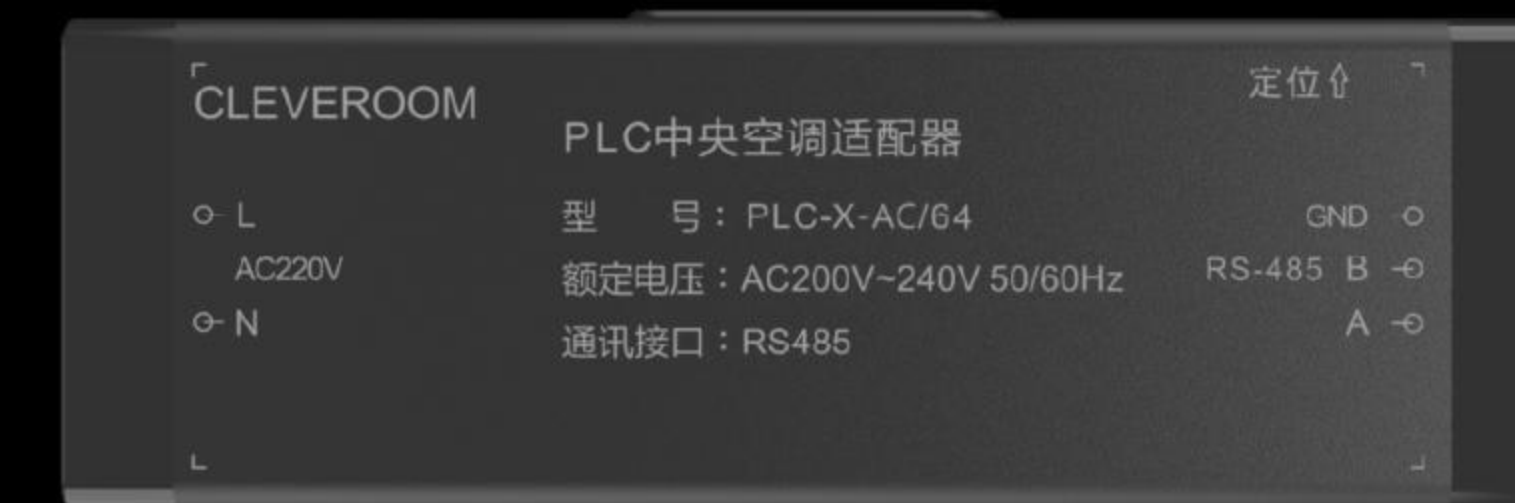 CLEVEROOM
定位⇧
PLC中央空调适配器
L
AC220V
N
型 号：PLC-X-AC/64
额定电压：AC200V~240V 50/60Hz
通讯接口：RS485
GND
RS-485 B
A